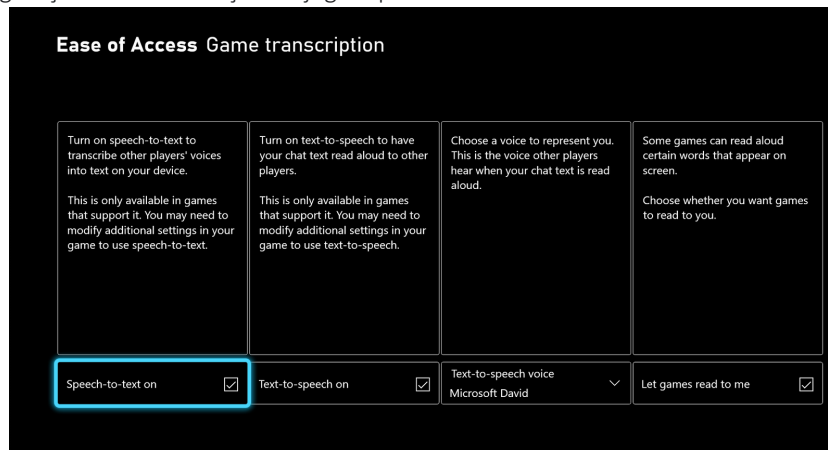 Ease of Access Game transcription
Turn on speech-to-text to
transcribe other players' voices
into text on your device.
This is only available in games
that support it. You may need to
modify additional settings in your
game to use speech-to-text.
Speech-to-text on
Turn on text-to-speech to have
your chat text read aloud to other
players.
This is only available in games
that support it. You may need to
modify additional settings in your
game to use text-to-speech.
Text-to-speech on
Choose a voice to represent you.
This is the voice other players
hear when your chat text is read
aloud.
Text-to-speech voice
Microsoft David
Some games can read aloud
certain words that appear on
screen.
Choose whether you want games
to read to you.
Let games read to me